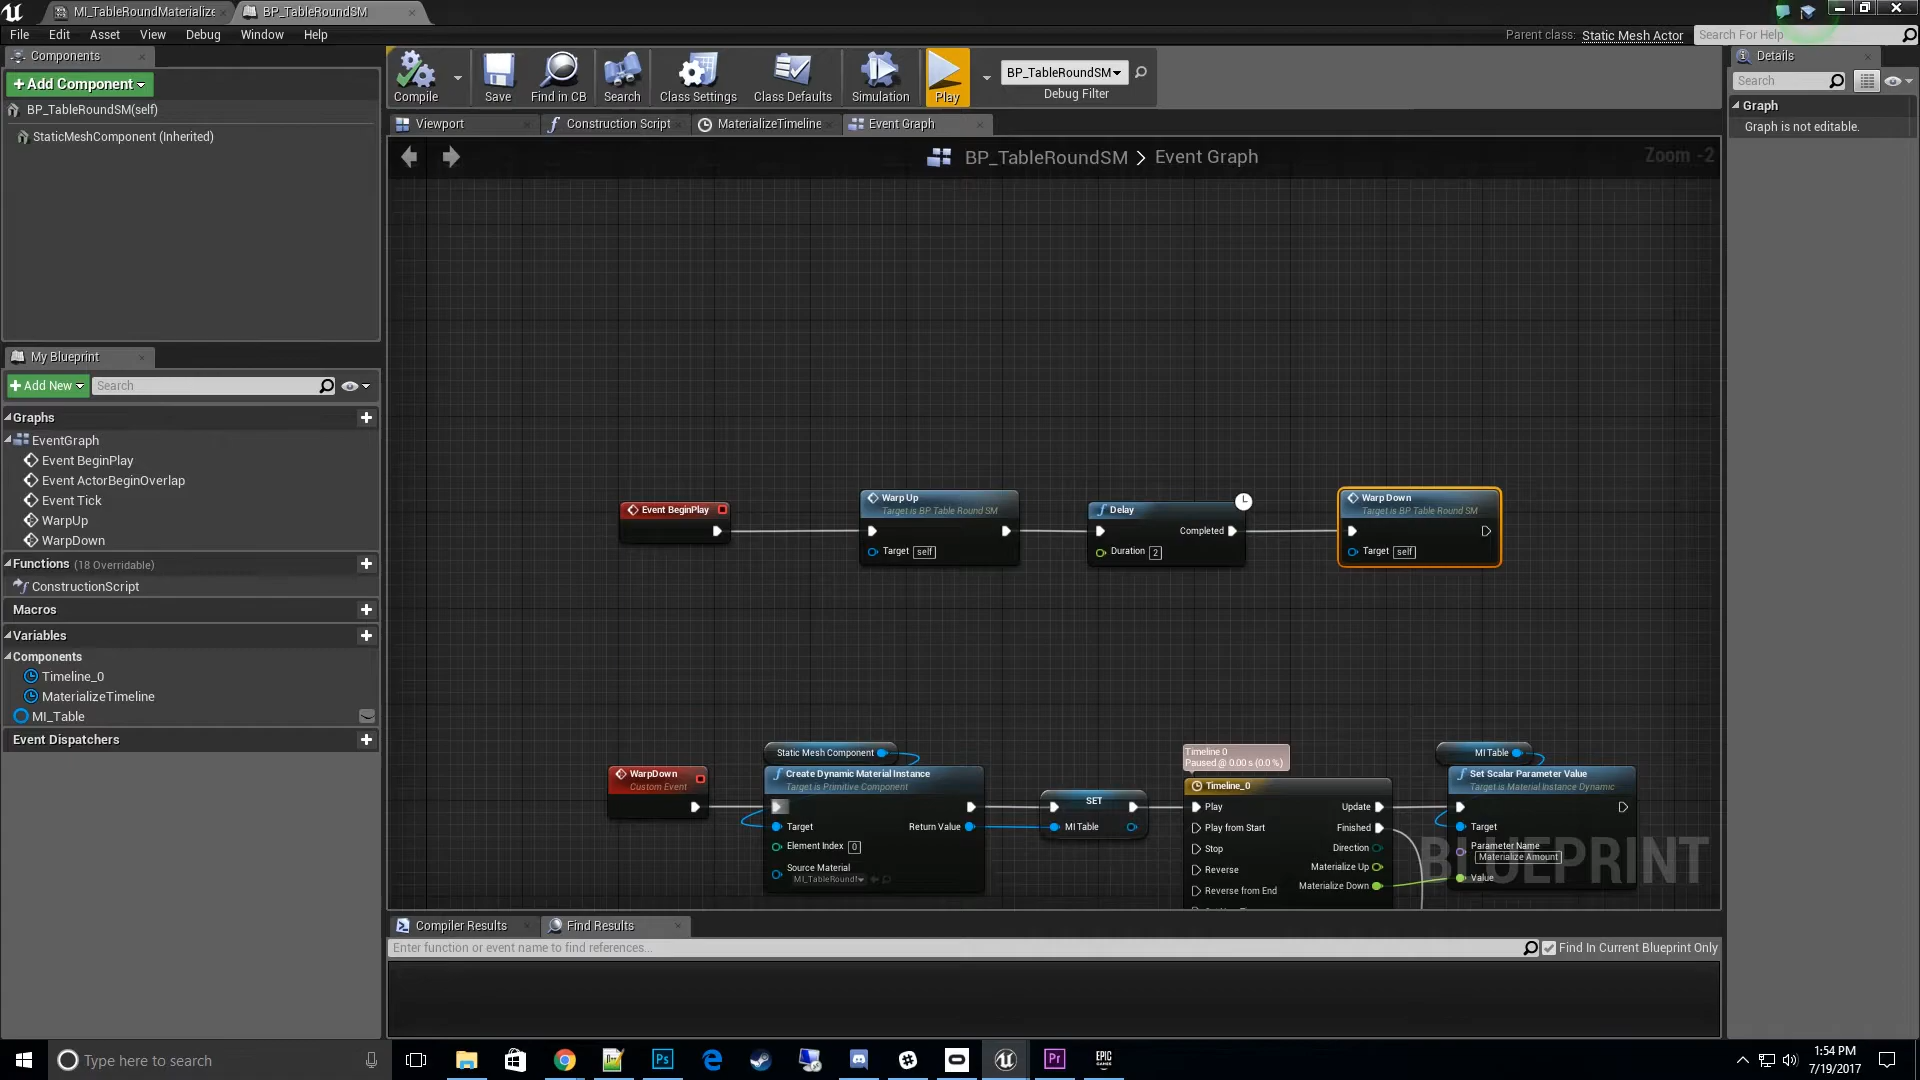 MI_TableRoundMaterialize
BP_TableRoundSM
File Edit Asset View Debug Window Help
Parent class: Static Mesh Actor
Search For Help
Components
+Add Component
BP_TableRoundSM(self)
StaticMeshComponent (Inherited)
Compile
Save
Find in CB
Search
Class Settings
Class Defaults
Simulation
Play
BP_TableRoundSM
Debug Filter
Details
Search
Graph
Graph is not editable.
Viewport
Construction Script
MaterializeTimeline
Event Graph
BP_TableRoundSM > Event Graph
Zoom -2
My Blueprint
+Add New
Search
Graphs
EventGraph
Event BeginPlay
Event ActorBeginOverlap
Event Tick
WarpUp
WarpDown
Functions (18 Overridable)
ConstructionScript
Macros
Variables
Components
Timeline_0
MaterializeTimeline
MI_Table
Event Dispatchers
Event BeginPlay
Warp Up
Target is BP Table Round SM
Target self
Delay
Completed
Duration 2
Warp Down
Target is BP Table Round SM
Target self
WarpDown
Custom Event
Static Mesh Component
Create Dynamic Material Instance
Target is Primitive Component
Target
Return Value
Element Index 0
Source Material
MI_TableRound
SET
MI Table
Timeline 0
Paused @ 0.00 s (0.0 %)
Timeline_0
Play
Update
Play from Start
Finished
Stop
Direction
Reverse
Materialize Up
Reverse from End
Materialize Down
MI Table
Set Scalar Parameter Value
Target is Material Instance Dynamic
Target
Parameter Name
Materialize Amount
Value
BLUEPRINT
Compiler Results
Find Results
Enter function or event name to find references...
Find In Current Blueprint Only
Type here to search
Ps
Pr
EPIC
GAMES
1:54 PM
7/19/2017